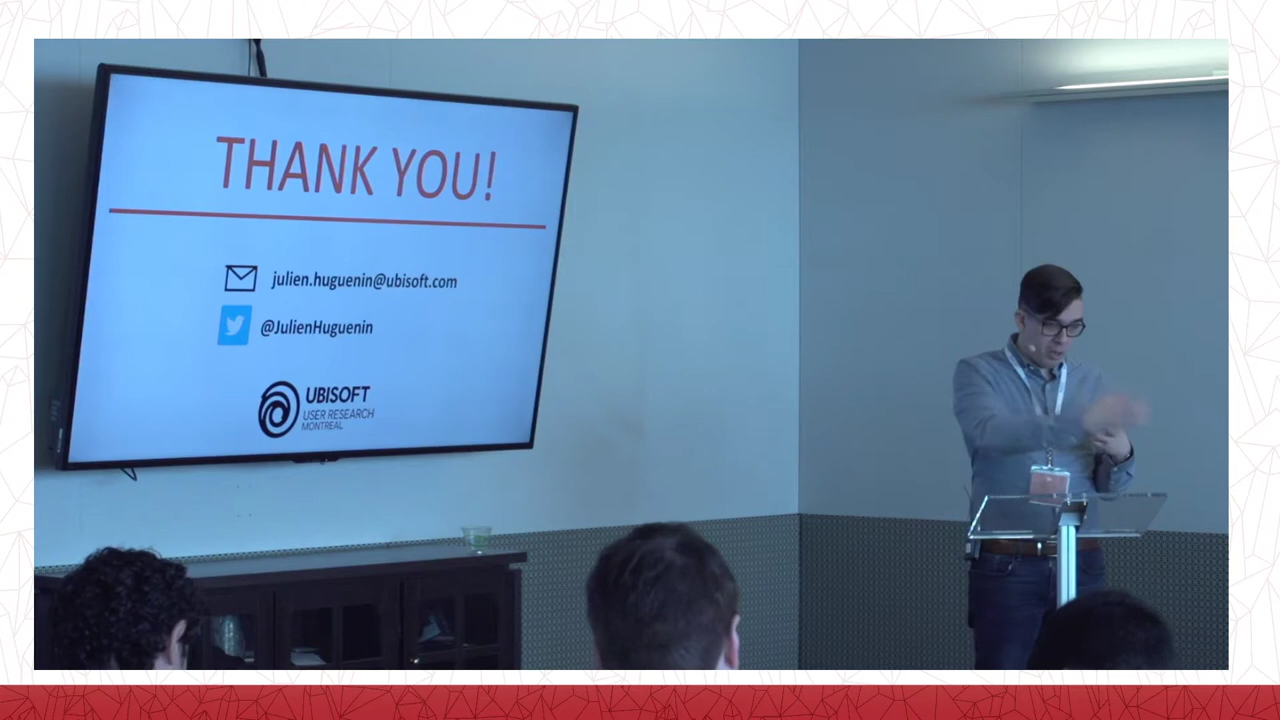 THANK YOU!
julien.huguenin@ubisoft.com
@JulienHuguenin
UBISOFT
USER RESEARCH
MONTREAL